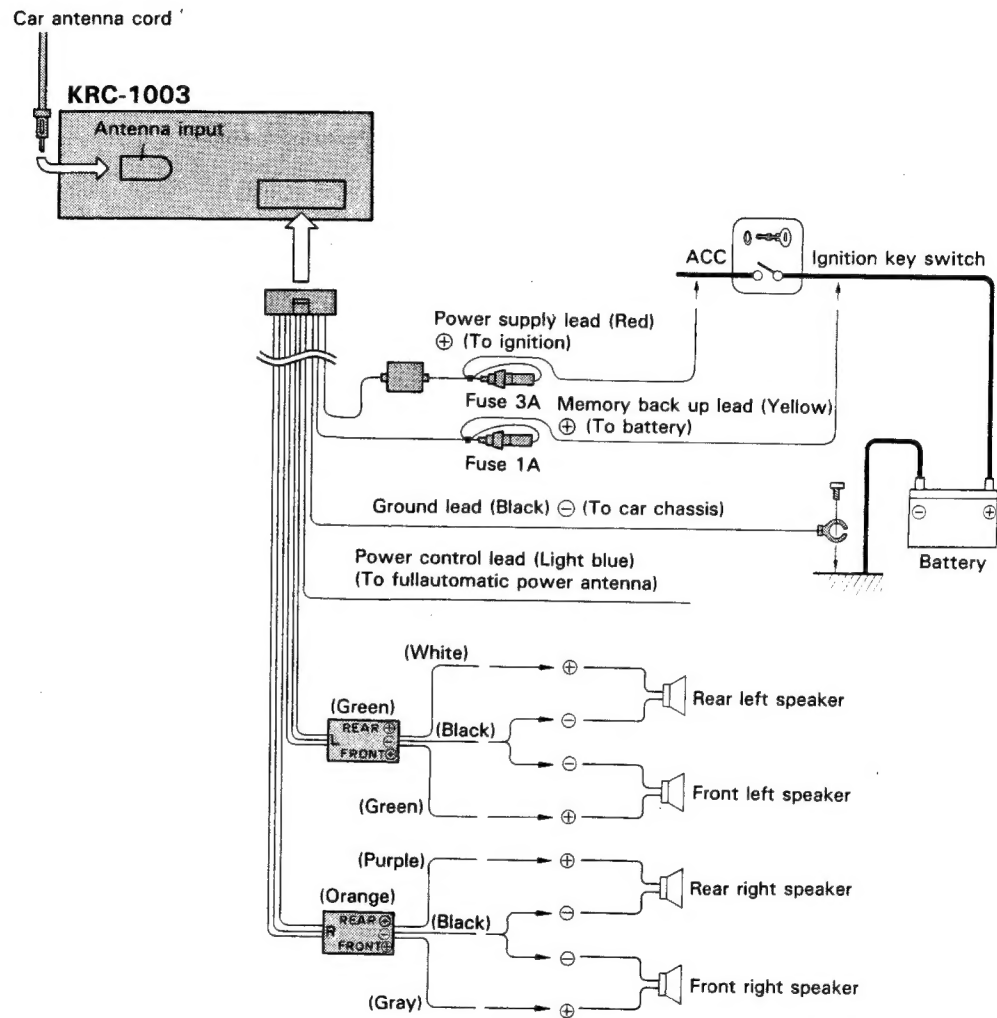 Car antenna cord
KRC-1003
Antenna input
ACC
Ignition key switch
Power supply lead (Red)
⊕ (To ignition)
Fuse 3A
Memory back up lead (Yellow)
⊕ (To battery)
Fuse 1A
Ground lead (Black) ⊖ (To car chassis)
⊖ ⊕
Battery
Power control lead (Light blue)
(To fullautomatic power antenna)
(White)
⊕
Rear left speaker
(Green)
REAR ⊕
L ⊖
FRONT ⊕
(Black)
⊖
⊖
Front left speaker
(Green)
⊕
(Purple)
⊕
Rear right speaker
(Orange)
REAR ⊕
R ⊖
FRONT ⊕
(Black)
⊖
⊖
Front right speaker
(Gray)
⊕